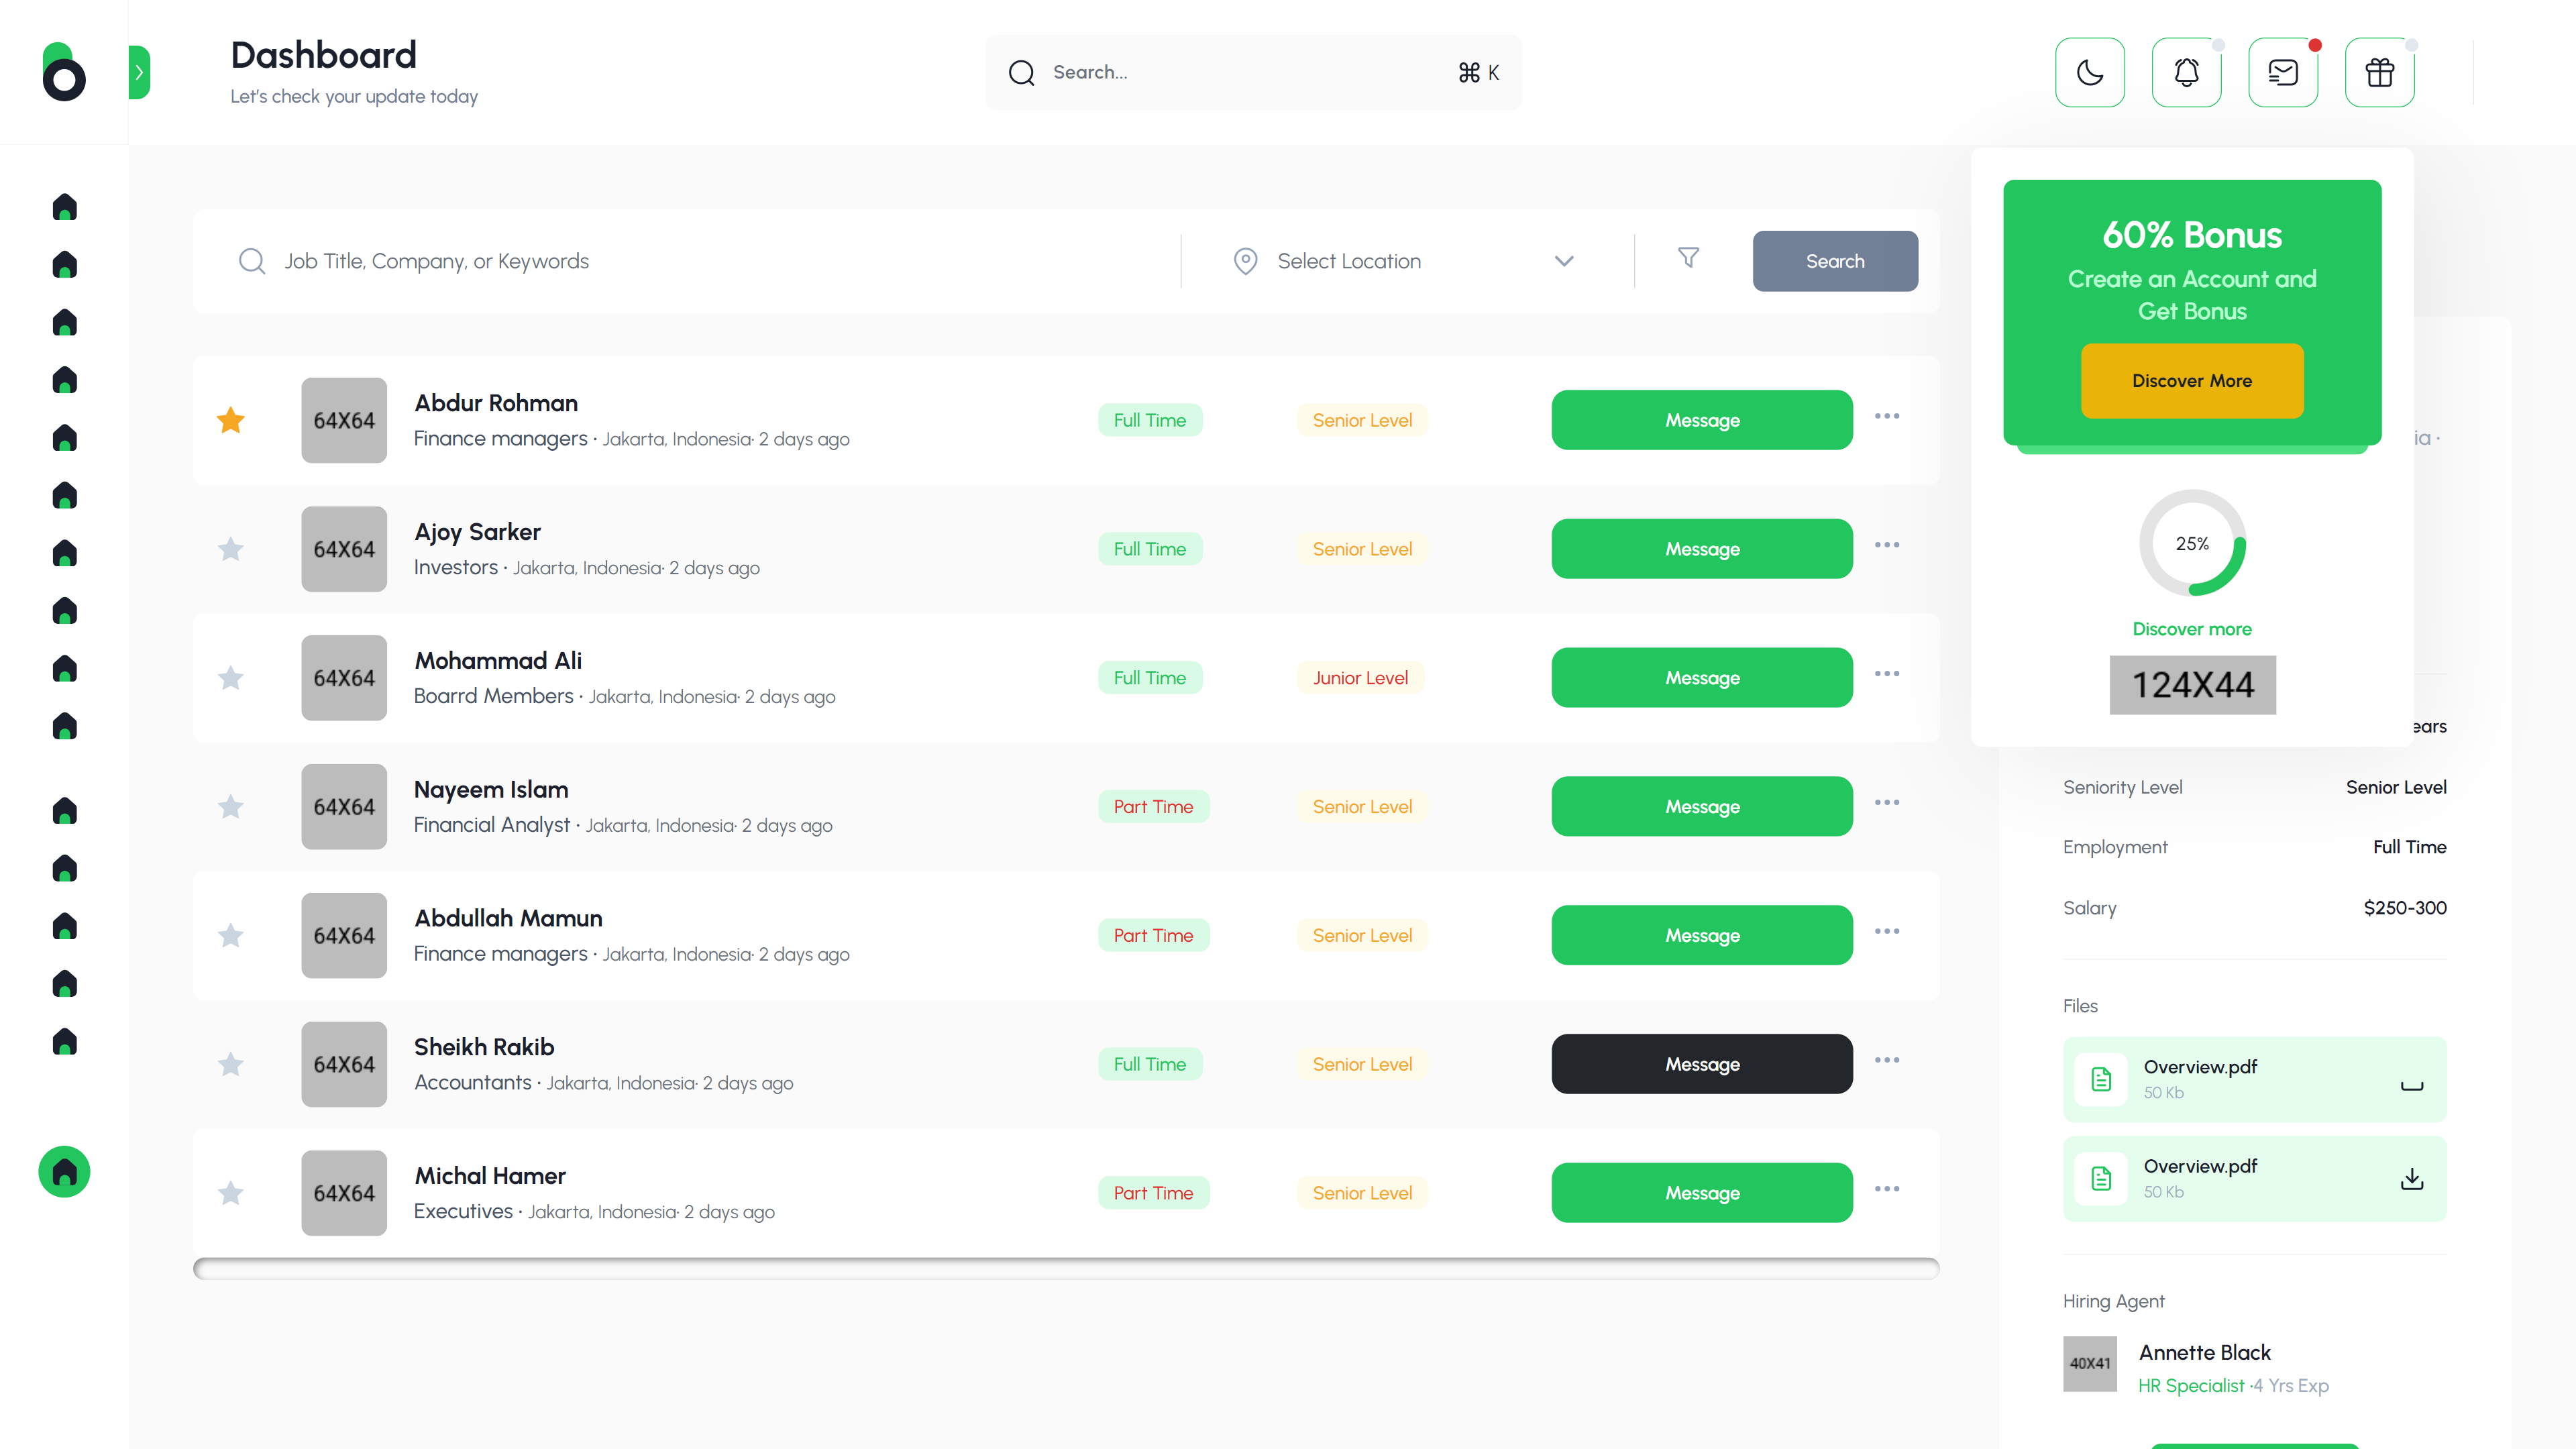 Dashboard
Let's check your update today
Search...
⌘ K
Job Title, Company, or Keywords
Select Location
Search
64X64
Abdur Rohman
Finance managers · Jakarta, Indonesia· 2 days ago
Full Time
Senior Level
Message
64X64
Ajoy Sarker
Investors · Jakarta, Indonesia· 2 days ago
Full Time
Senior Level
Message
64X64
Mohammad Ali
Boarrd Members · Jakarta, Indonesia· 2 days ago
Full Time
Junior Level
Message
64X64
Nayeem Islam
Financial Analyst · Jakarta, Indonesia· 2 days ago
Part Time
Senior Level
Message
64X64
Abdullah Mamun
Finance managers · Jakarta, Indonesia· 2 days ago
Part Time
Senior Level
Message
64X64
Sheikh Rakib
Accountants · Jakarta, Indonesia· 2 days ago
Full Time
Senior Level
Message
64X64
Michal Hamer
Executives · Jakarta, Indonesia· 2 days ago
Part Time
Senior Level
Message
60% Bonus
Create an Account and
Get Bonus
Discover More
25%
Discover more
124X44
Seniority Level
Senior Level
Employment
Full Time
Salary
$250-300
Files
Overview.pdf
50 Kb
Overview.pdf
50 Kb
Hiring Agent
40X41
Annette Black
HR Specialist ·4 Yrs Exp